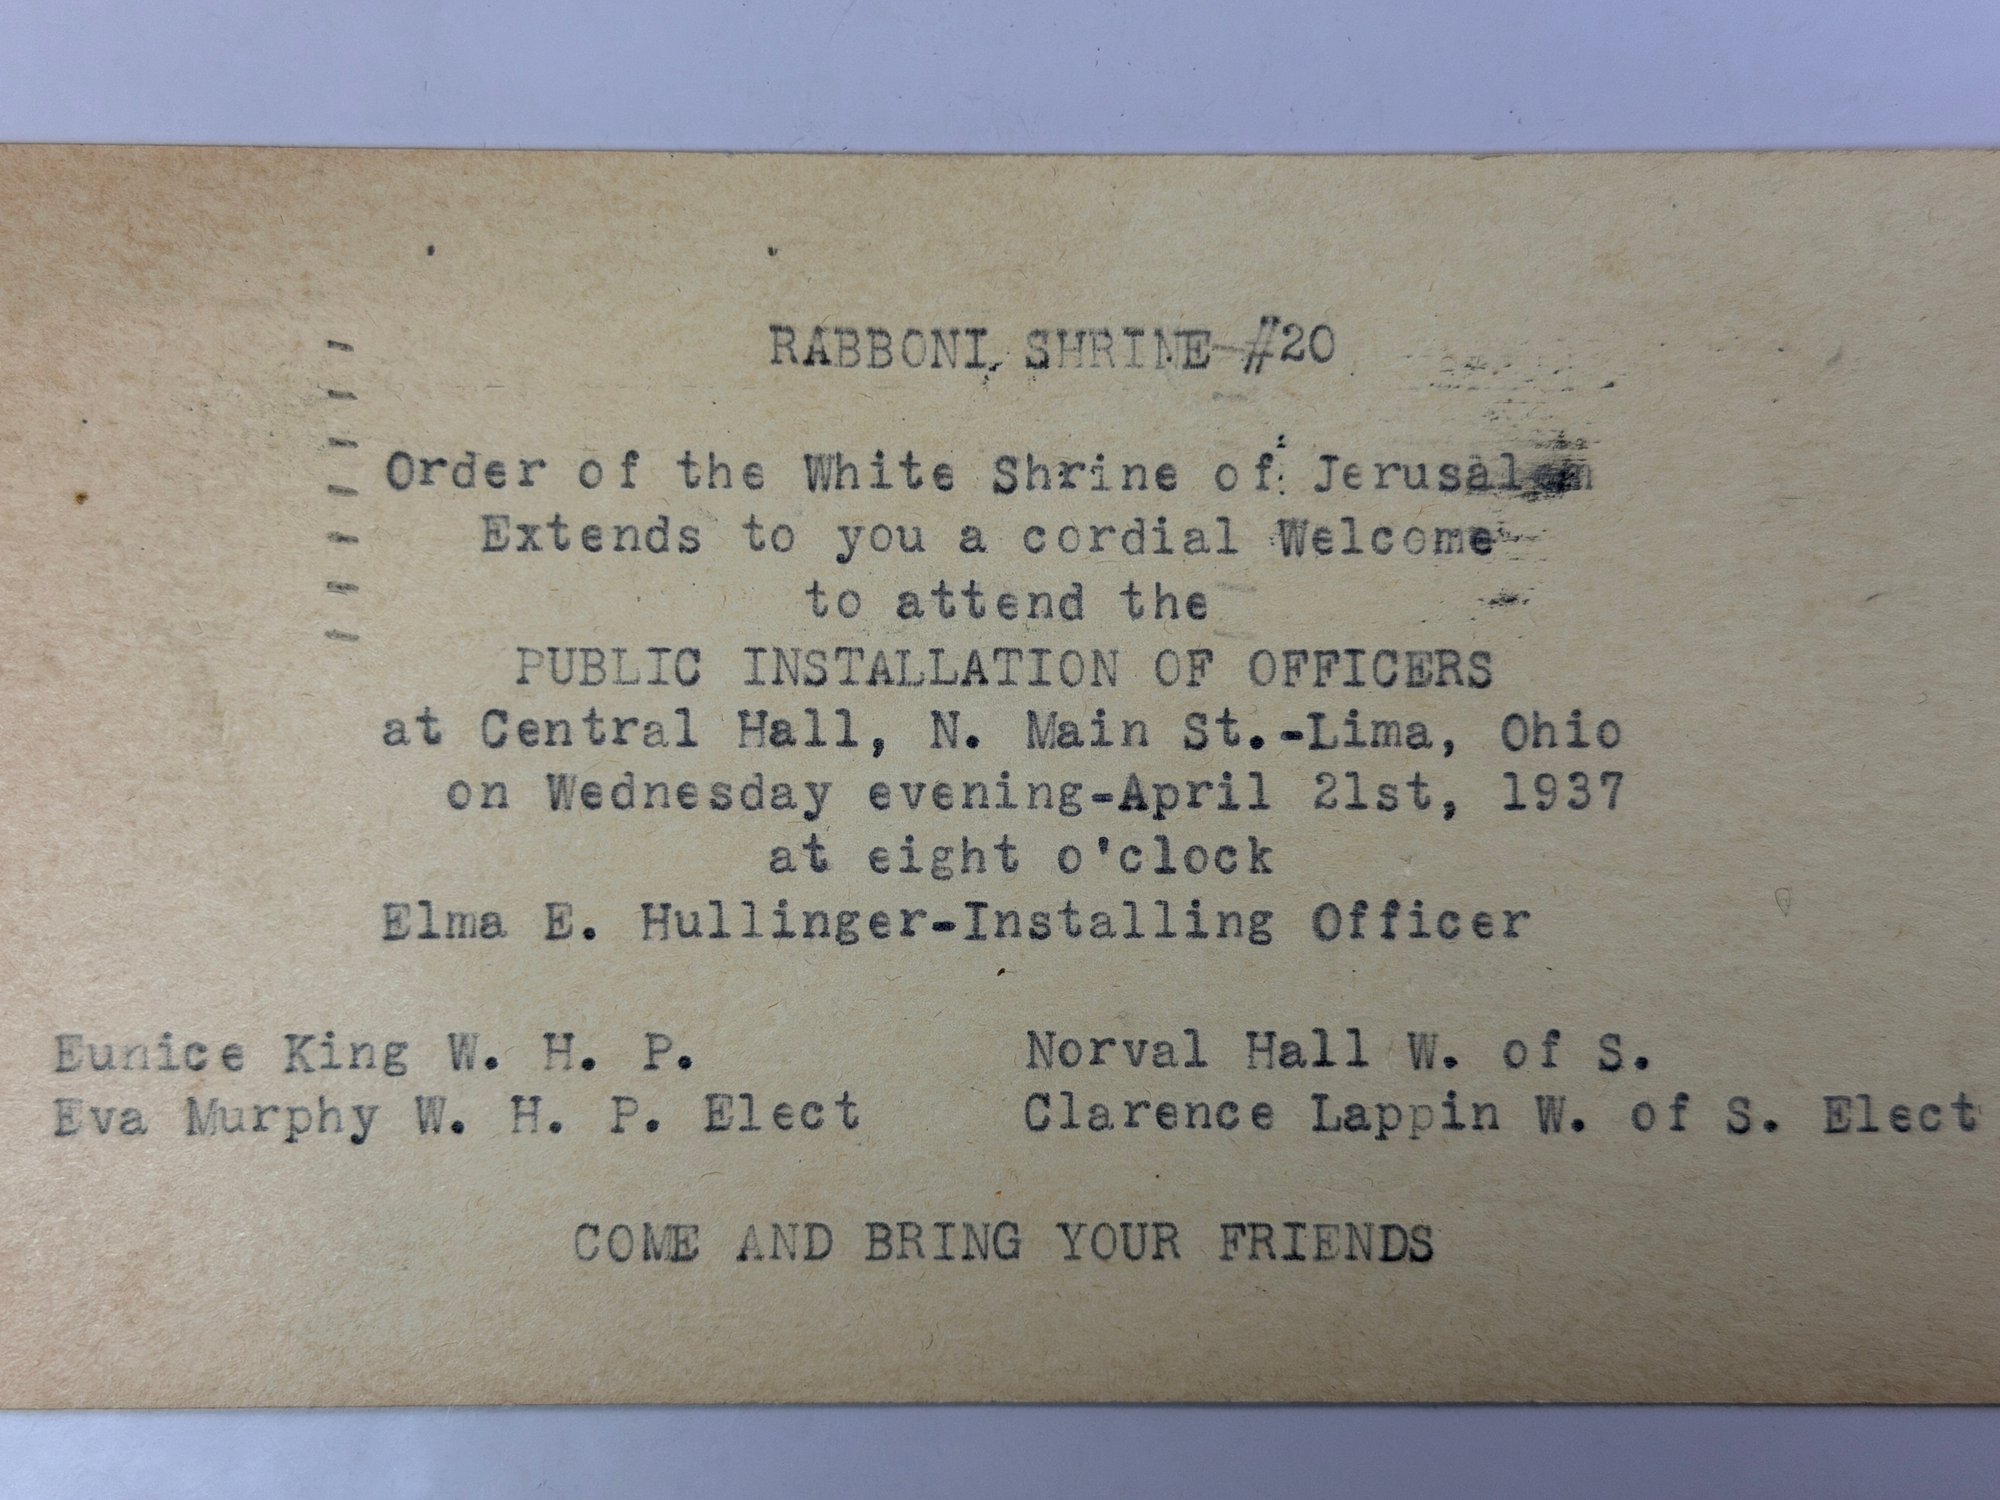 RABBONI SHRINE-#20
Order of the White Shrine of Jerusalem
Extends to you a cordial Welcome
to attend the
PUBLIC INSTALLATION OF OFFICERS
at Central Hall, N. Main St.-Lima, Ohio
on Wednesday evening-April 21st, 1937
at eight o'clock
Elma E. Hullinger-Installing Officer
Eunice King W. H. P. Norval Hall W. of S.
Eva Murphy W. H. P. Elect Clarence Lappin W. of S. Elect
COME AND BRING YOUR FRIENDS